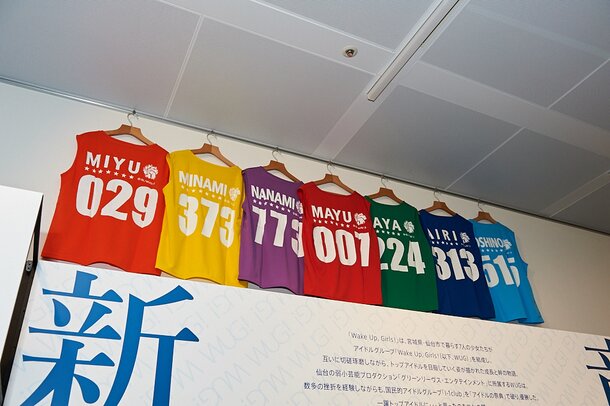 MIYU
029
MINAMI
373
NANAMI
773
MAYU
007
AYA
224
AIRI
313
OSHINO
515
新
「Wake Up, Girls!」は、宮城県・仙台市で暮らす7人の少女たちが
アイドルグループ「Wake Up, Girls!(以下、WUG)」を結成し、
互いに切磋琢磨しながら、トップアイドルを目指していく姿が描かれた成長と絆の物語。
仙台の弱小芸能プロダクション「グリーンリーヴス・エンタテインメント」に所属するWUGは、
数多の挫折を経験しながらも、国民的アイドルグループ「I-1club」を「アイドルの祭典」で破り優勝した。